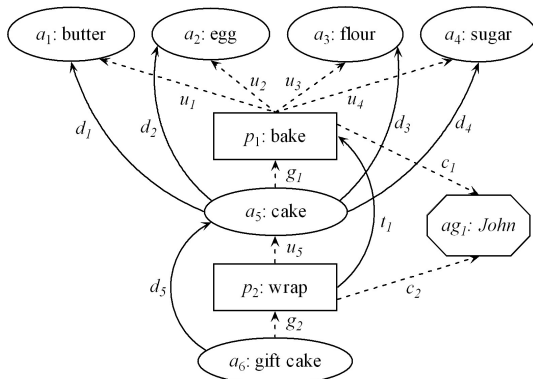 a₁: butter
a₂: egg
a₃: flour
a₄: sugar
u₁
u₂
u₃
u₄
d₁
d₂
d₃
d₄
p₁: bake
c₁
g₁
a₅: cake
t₁
ag₁: John
u₅
d₅
p₂: wrap
c₂
g₂
a₆: gift cake